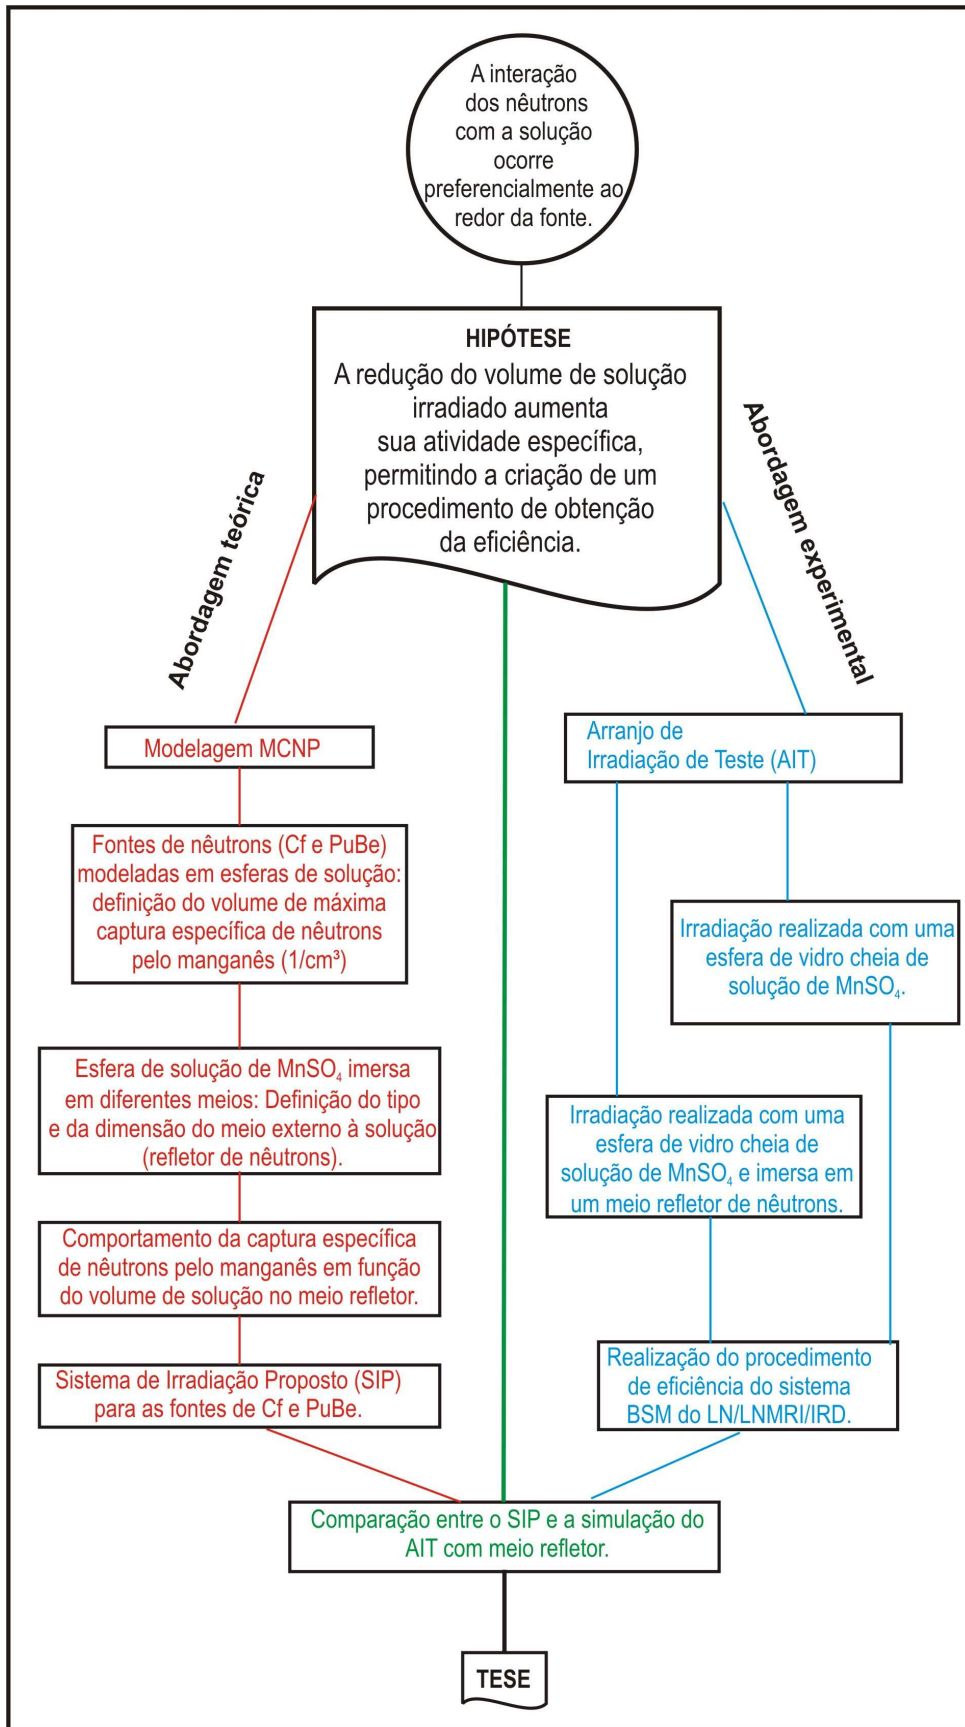 A interação
dos nêutrons
com a solução
ocorre
preferencialmente ao
redor da fonte.
HIPÓTESE
A redução do volume de solução
irradiado aumenta
sua atividade específica,
permitindo a criação de um
procedimento de obtenção
da eficiência.
Abordagem teórica
Abordagem experimental
Modelagem MCNP
Fontes de nêutrons (Cf e PuBe)
modeladas em esferas de solução:
definição do volume de máxima
captura específica de nêutrons
pelo manganês (1/cm³)
Esfera de solução de MnSO₄ imersa
em diferentes meios: Definição do tipo
e da dimensão do meio externo à solução
(refletor de nêutrons).
Comportamento da captura específica
de nêutrons pelo manganês em função
do volume de solução no meio refletor.
Sistema de Irradiação Proposto (SIP)
para as fontes de Cf e PuBe.
Arranjo de
Irradiação de Teste (AIT)
Irradiação realizada com uma
esfera de vidro cheia de
solução de MnSO₄.
Irradiação realizada com uma
esfera de vidro cheia de
solução de MnSO₄ e imersa em
um meio refletor de nêutrons.
Realização do procedimento
de eficiência do sistema
BSM do LN/LNMRI/IRD.
Comparação entre o SIP e a simulação do
AIT com meio refletor.
TESE